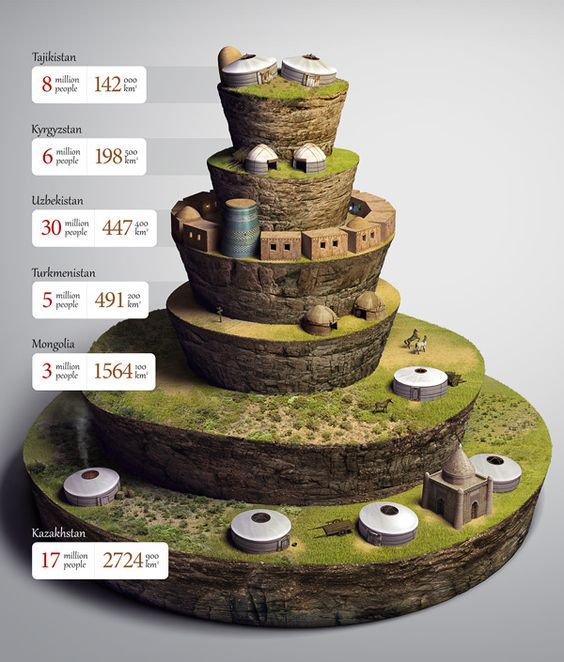 Tajikistan
8 million people 142 000 km²
Kyrgyzstan
6 million people 198 500 km²
Uzbekistan
30 million people 447 400 km²
Turkmenistan
5 million people 491 200 km²
Mongolia
3 million people 1564 100 km²
Kazakhstan
17 million people 2724 900 km²